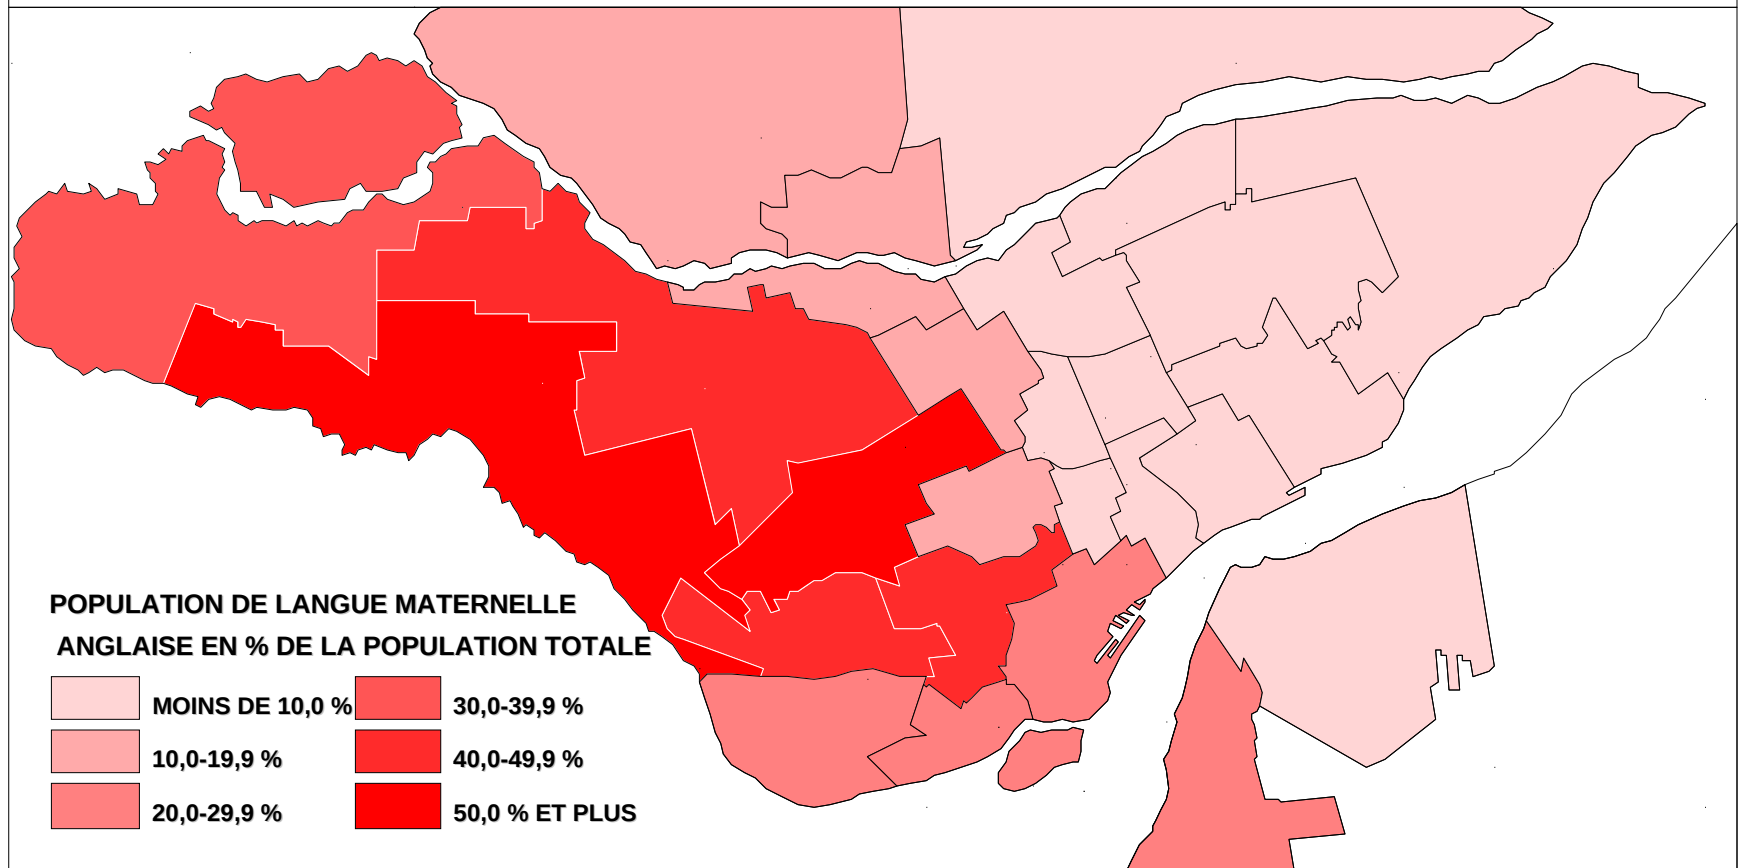 POPULATION DE LANGUE MATERNELLE
ANGLAISE EN % DE LA POPULATION TOTALE
MOINS DE 10,0 %
30,0-39,9 %
10,0-19,9 %
40,0-49,9 %
20,0-29,9 %
50,0 % ET PLUS